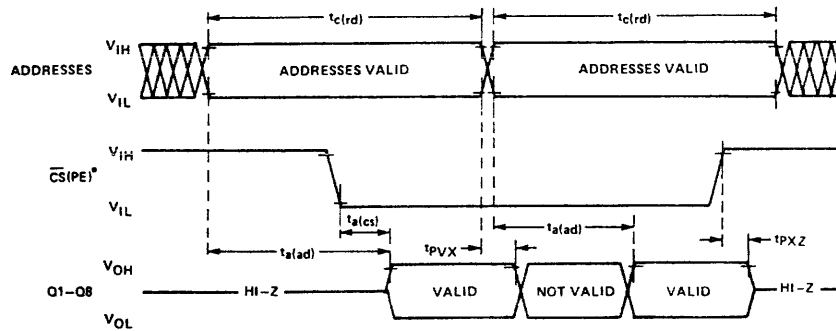 tc(rd) tc(rd)
VIH
ADDRESSES ADDRESSES VALID ADDRESSES VALID
VIL
VIH
CS(PE)*
VIL
ta(cs)
ta(ad) tPVX ta(ad) tPXZ
VOH
Q1-Q8 HI-Z VALID NOT VALID VALID HI-Z
VOL